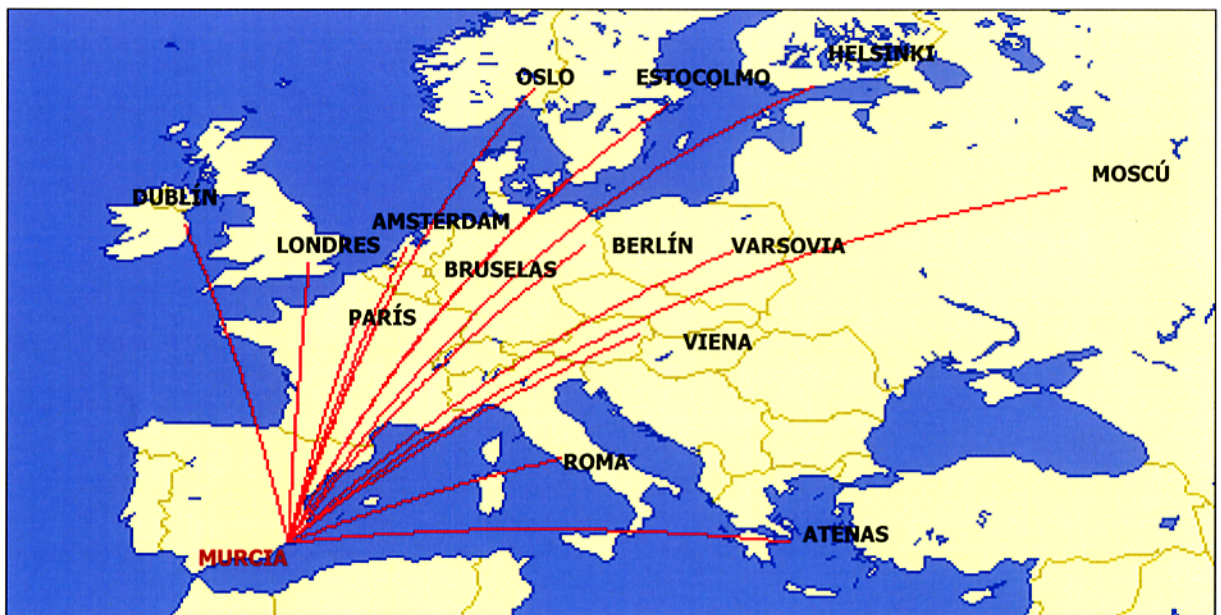 HELSINKI
OSLO
ESTOCOLMO
MOSCÚ
DUBLÍN
AMSTERDAM
LONDRES
BERLÍN
VARSOVIA
BRUSELAS
PARÍS
VIENA
ROMA
ATENAS
MURCIA